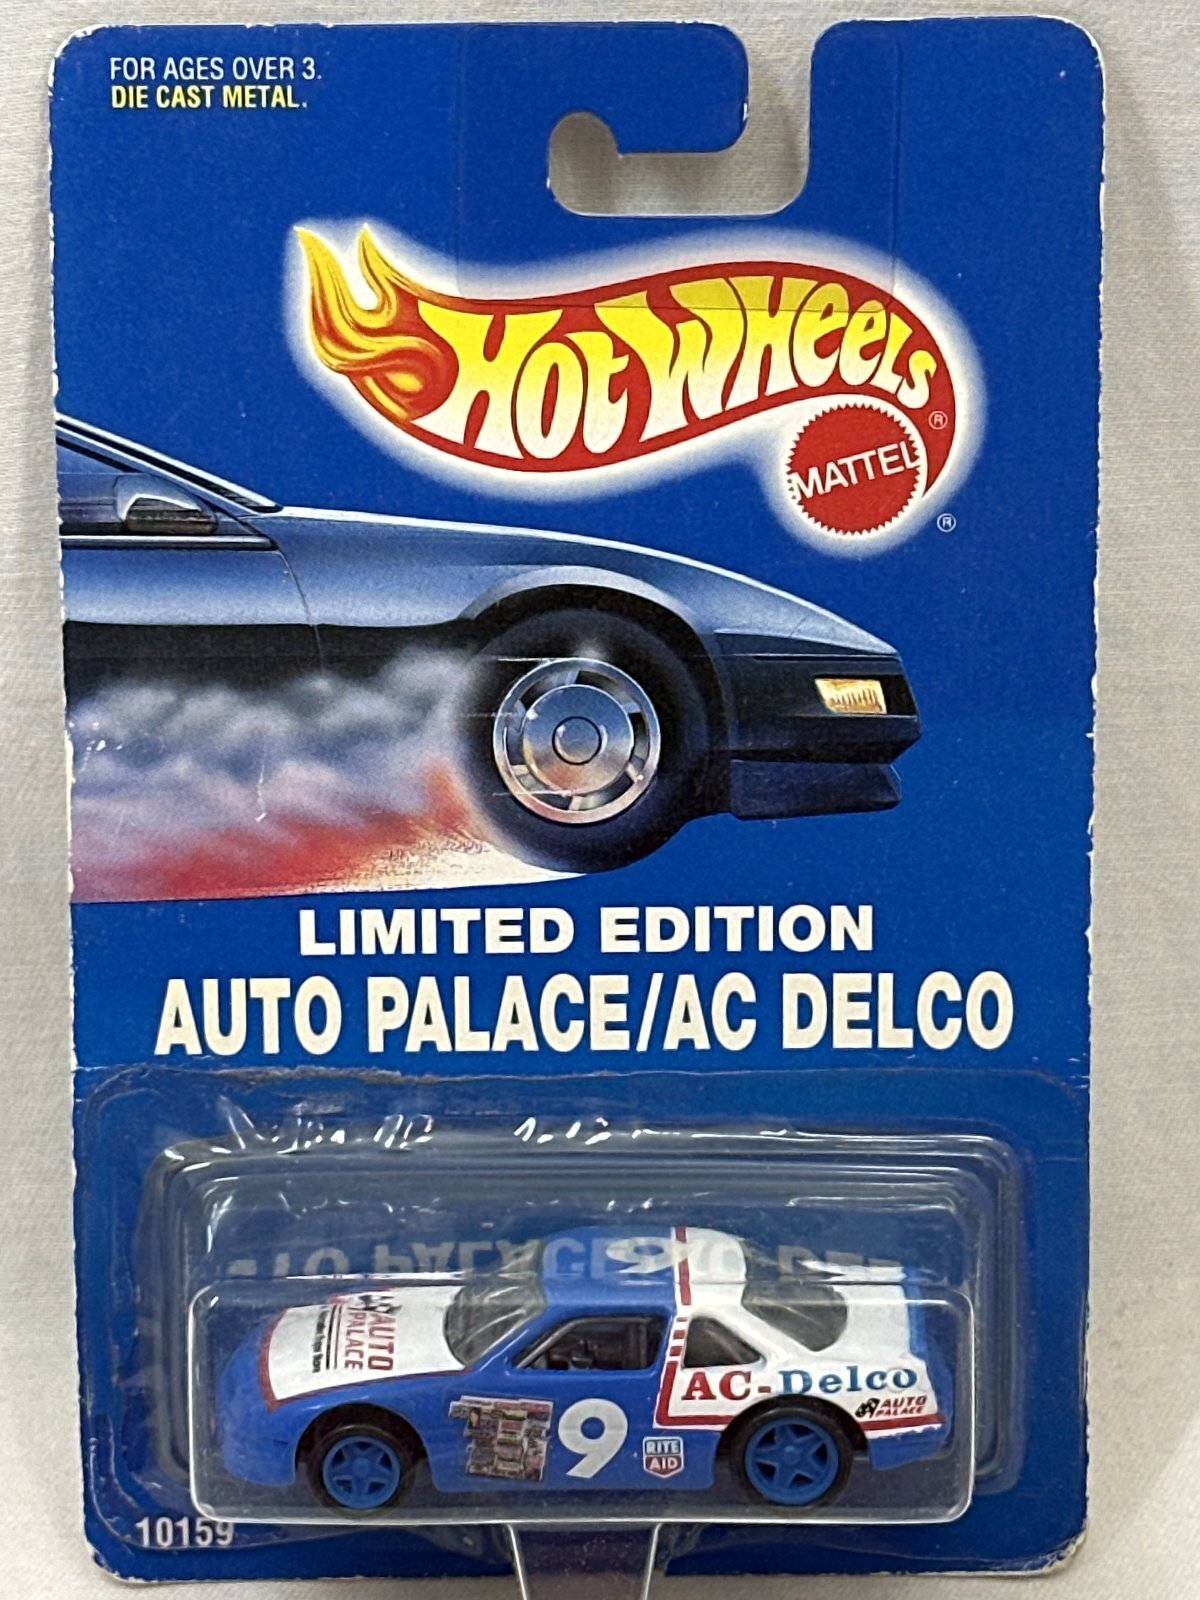 FOR AGES OVER 3.
DIE CAST METAL.
HOT WHEELS
®
MATTEL
®
LIMITED EDITION
AUTO PALACE/AC DELCO
9
AUTO
PALACE
AC-Delco
AUTO
PALACE
9
RITE
AID
10159